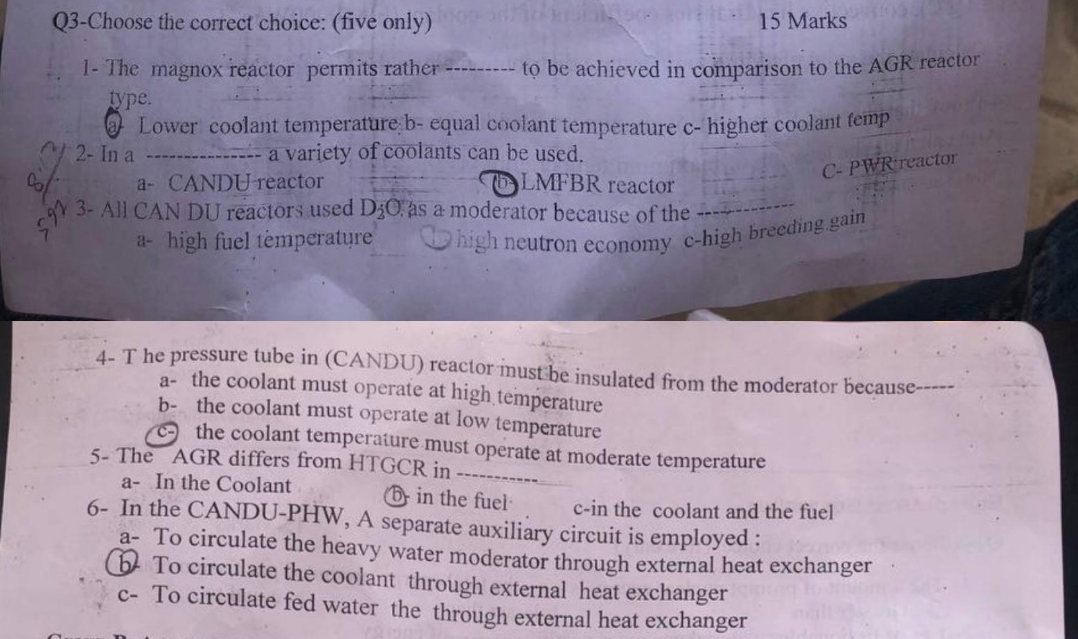 Q3-Choose the correct choice: (five only) 15 Marks
1- The magnox reactor permits rather --------- to be achieved in comparison to the AGR reactor
type.
a- Lower coolant temperature b- equal coolant temperature c- higher coolant temp
2- In a -------------- a variety of coolants can be used.
a- CANDU reactor b- LMFBR reactor C- PWR reactor
3- All CAN DU reactors used D2O as a moderator because of the ------------
a- high fuel temperature b- high neutron economy c-high breeding gain
4- T he pressure tube in (CANDU) reactor must be insulated from the moderator because-----
a- the coolant must operate at high temperature
b- the coolant must operate at low temperature
c- the coolant temperature must operate at moderate temperature
5- The AGR differs from HTGCR in ------------
a- In the Coolant b- in the fuel c-in the coolant and the fuel
6- In the CANDU-PHW, A separate auxiliary circuit is employed :
a- To circulate the heavy water moderator through external heat exchanger
b- To circulate the coolant through external heat exchanger
c- To circulate fed water the through external heat exchanger